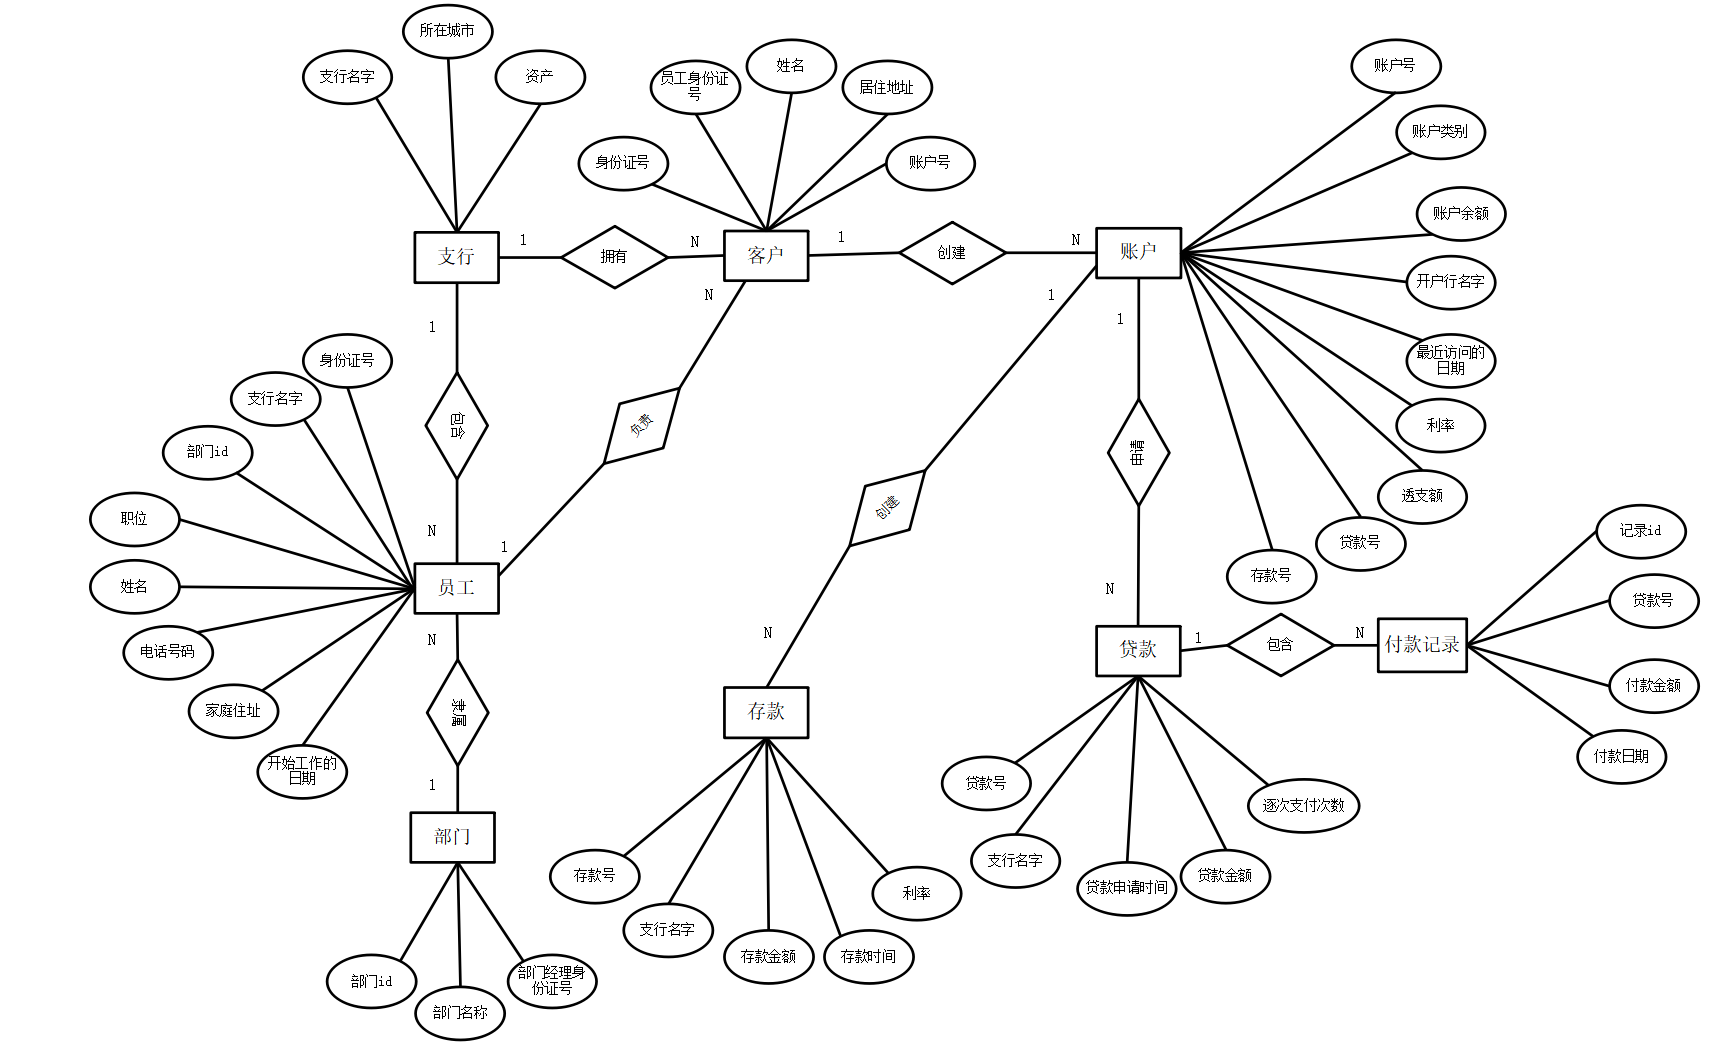 所在城市
支行名字
资产
员工身份证
号
姓名
居住地址
身份证号
账户号
账户号
账户类别
账户余额
开户行名字
最近访问的
日期
利率
透支额
贷款号
存款号
支行
1
拥有
N
客户
1
创建
N
账户
1
包含
N
N
负责
1
1
创建
N
1
申请
N
身份证号
支行名字
部门id
职位
姓名
电话号码
家庭住址
开始工作的
日期
员工
N
隶属
1
部门
部门id
部门名称
部门经理身
份证号
存款
存款号
支行名字
存款金额
存款时间
利率
贷款
1
包含
N
付款记录
记录id
贷款号
付款金额
付款日期
贷款号
支行名字
贷款申请时间
贷款金额
逐次支付次数